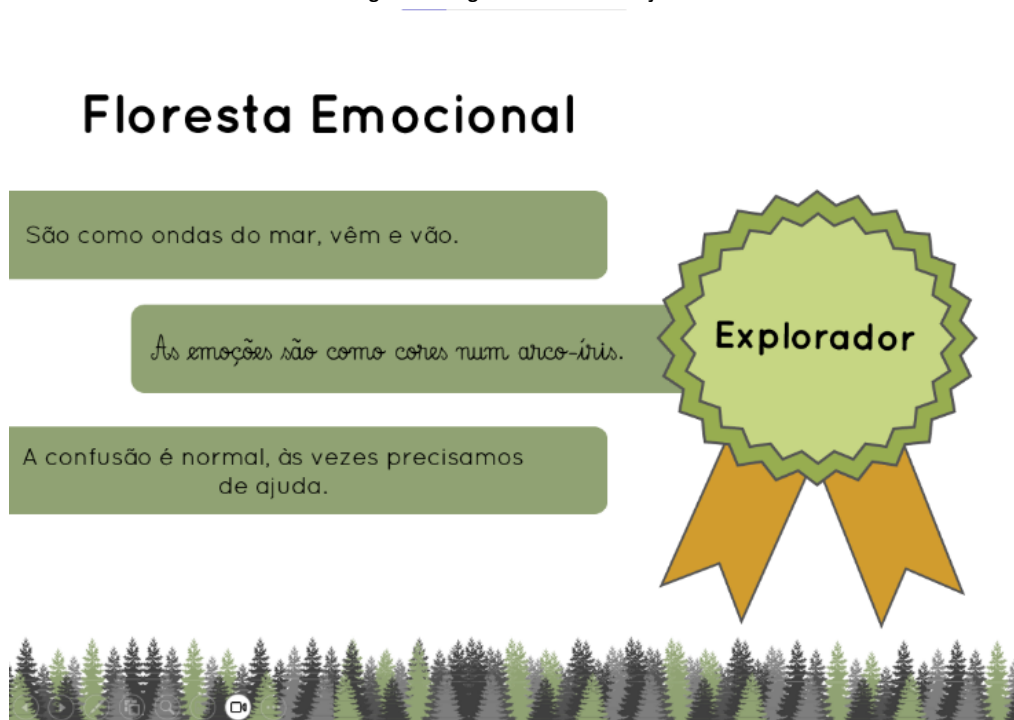 Floresta Emocional
São como ondas do mar, vêm e vão.
As emoções são como cores num arco-íris.
Explorador
A confusão é normal, às vezes precisamos
de ajuda.